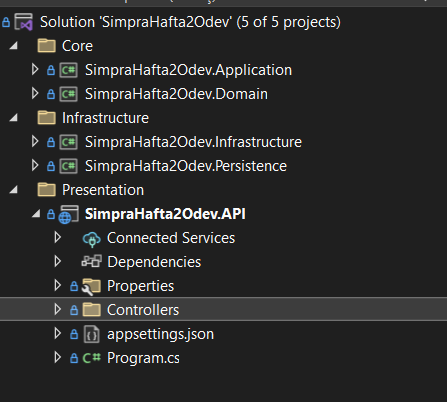 Solution 'SimpraHafta2Odev' (5 of 5 projects)
Core
C# SimpraHafta2Odev.Application
C# SimpraHafta2Odev.Domain
Infrastructure
C# SimpraHafta2Odev.Infrastructure
C# SimpraHafta2Odev.Persistence
Presentation
SimpraHafta2Odev.API
Connected Services
Dependencies
Properties
Controllers
appsettings.json
C# Program.cs